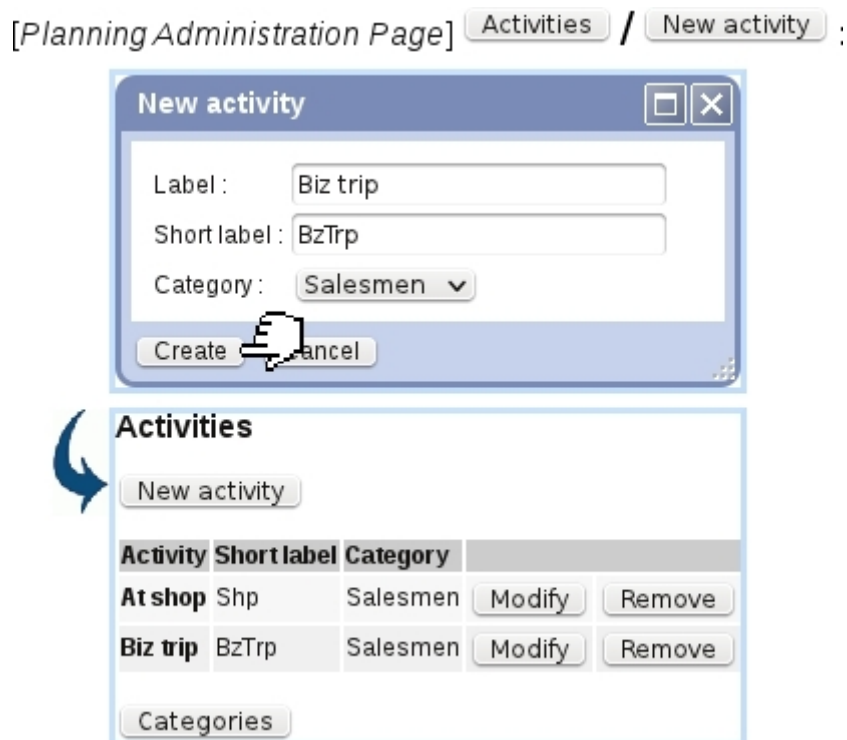 [Planning Administration Page] Activities / New activity :
New activity
Label : Biz trip
Short label : BzTrp
Category : Salesmen
Create Cancel
Activities
New activity
Activity Short label Category
At shop Shp Salesmen Modify Remove
Biz trip BzTrp Salesmen Modify Remove
Categories